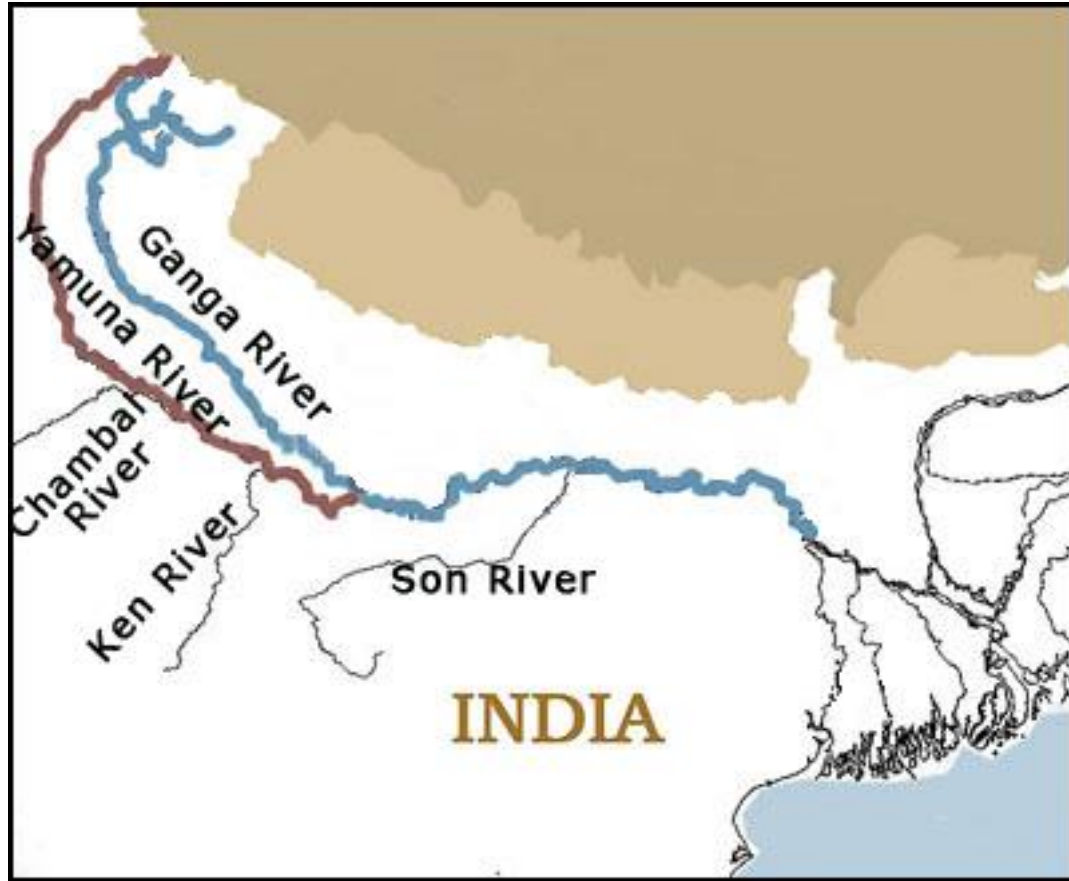 Yamuna River
Ganga River
Chambal
River
Ken River
Son River
INDIA